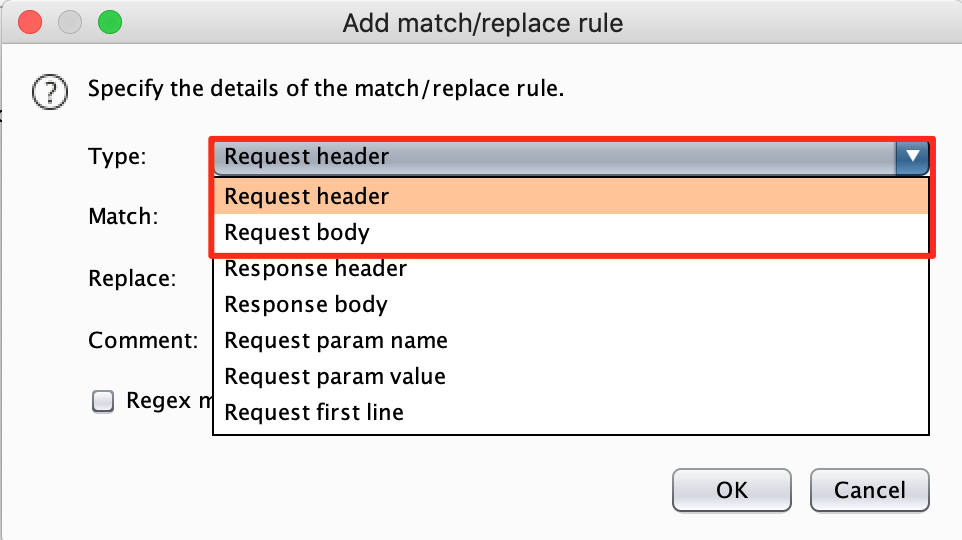 Add match/replace rule
?
Specify the details of the match/replace rule.
Type:
Request header
Request header
Match:
Request body
Response header
Replace:
Response body
Comment:
Request param name
Request param value
Regex
Request first line
OK
Cancel